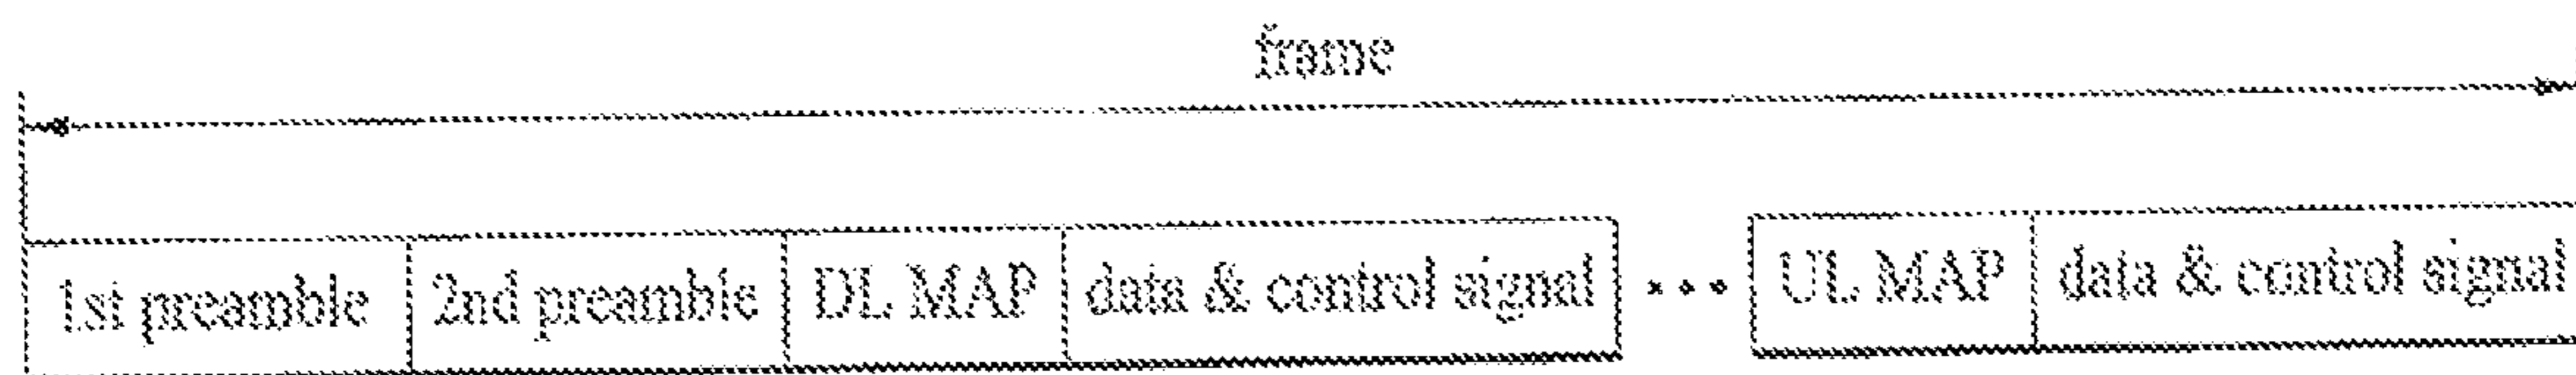 frame
1st preamble 2nd preamble DL MAP data & control signal ••• UL MAP data & control signal